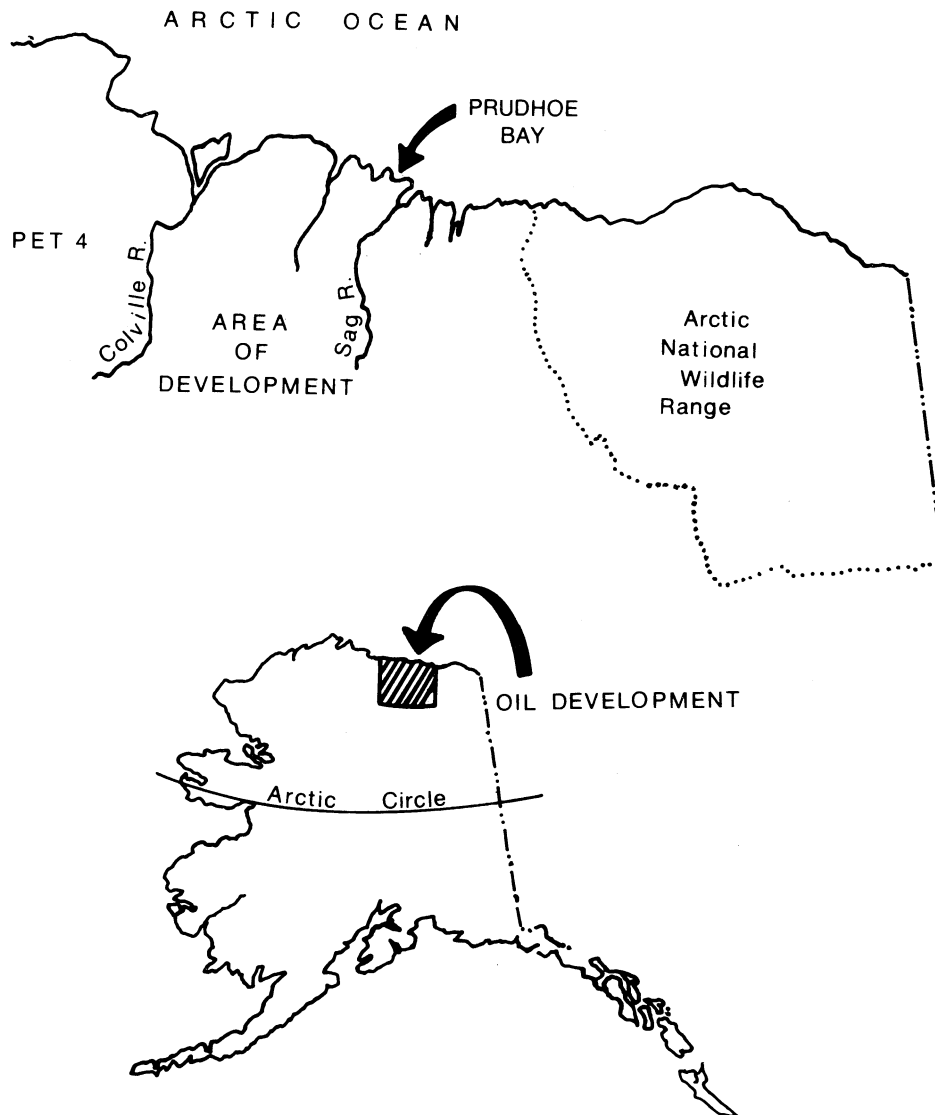 ARCTIC OCEAN
PRUDHOE
BAY
PET 4
Colville R.
Sag R.
AREA
OF
DEVELOPMENT
Arctic
National
Wildlife
Range
OIL DEVELOPMENT
Arctic Circle